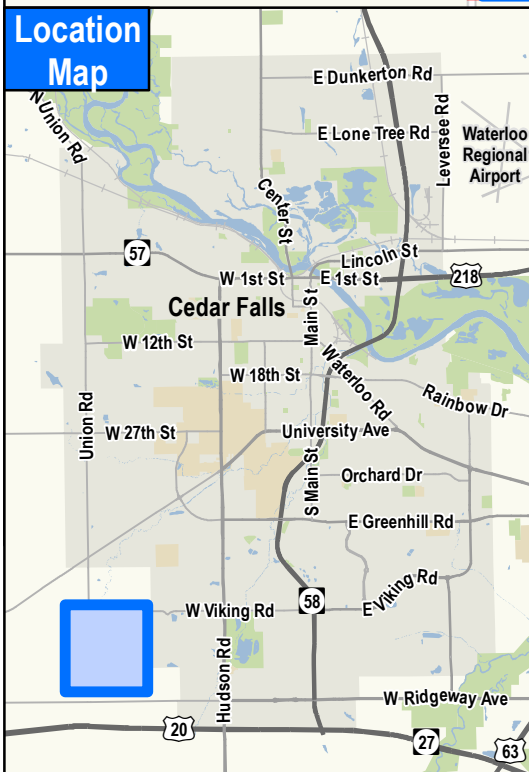 Location
Map
E Dunkerton Rd
N Union Rd
E Lone Tree Rd
Leversee Rd
Waterloo
Regional
Airport
Center St
57
Lincoln St
W 1st St
E 1st St
218
Cedar Falls
Main St
W 12th St
Waterloo Rd
W 18th St
Rainbow Dr
Union Rd
W 27th St
University Ave
S Main St
Orchard Dr
E Greenhill Rd
W Viking Rd
58
E Viking Rd
Hudson Rd
W Ridgeway Ave
20
27
63